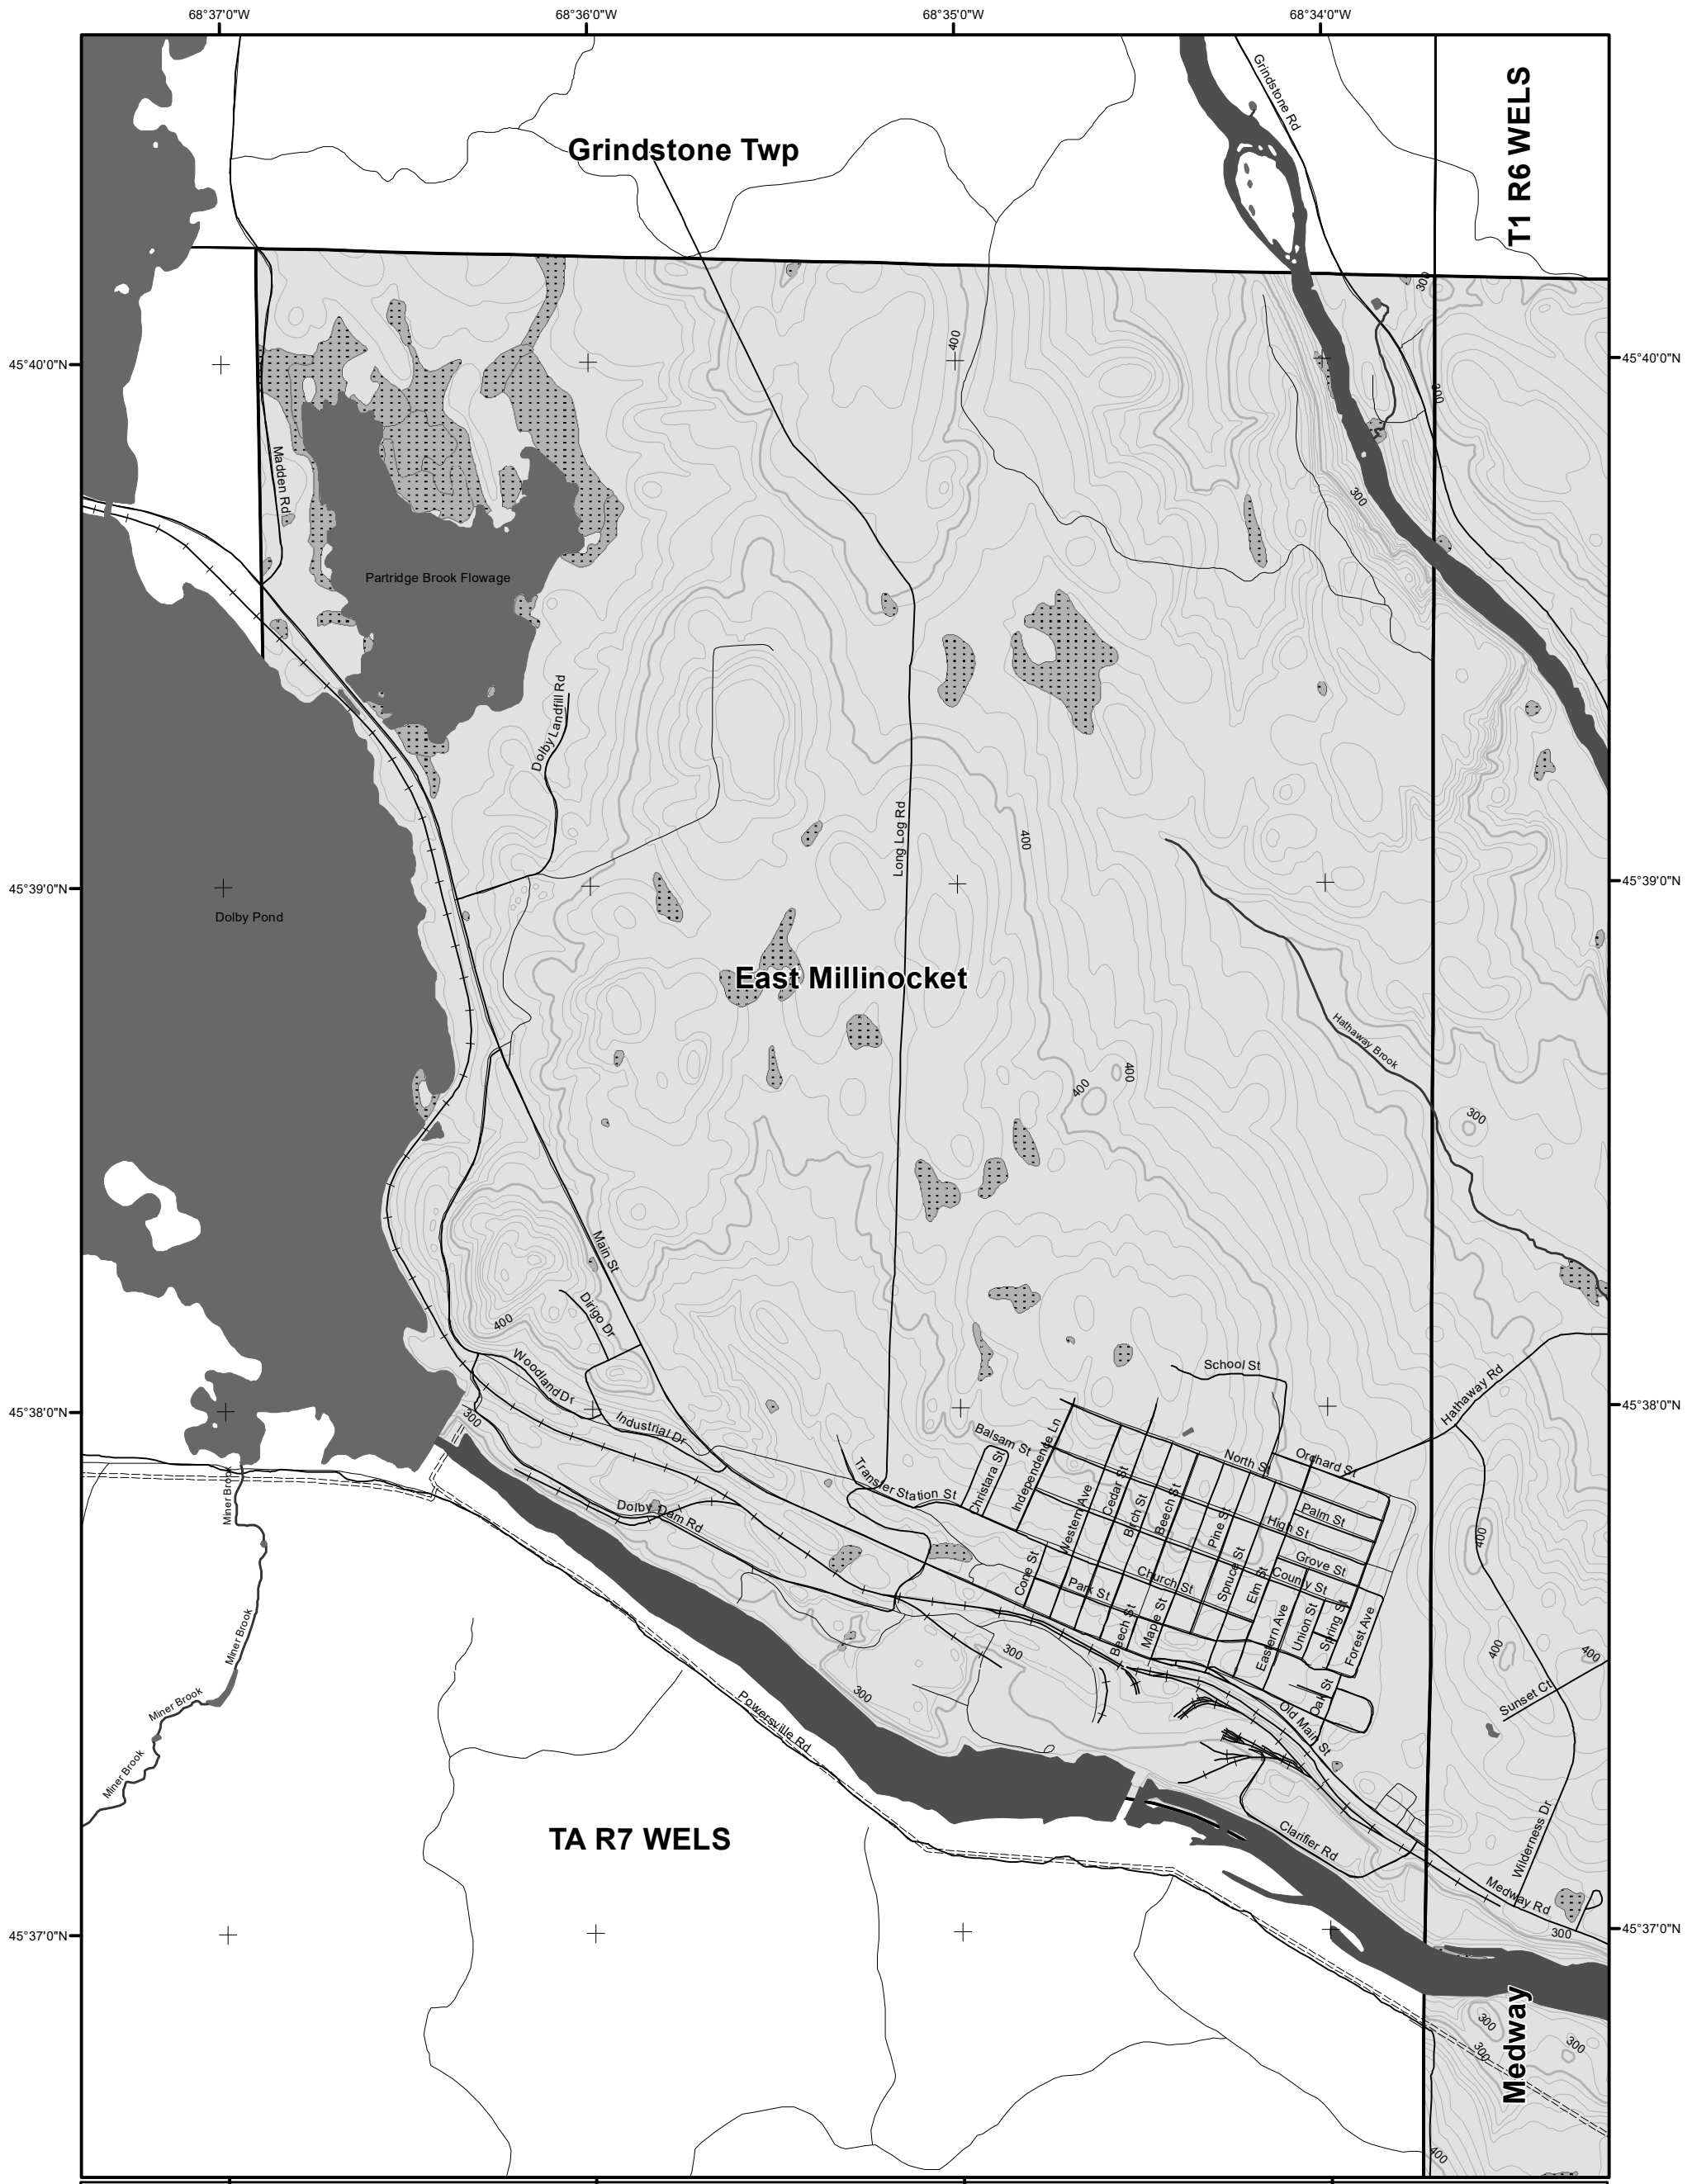 68°37'0"W
68°36'0"W
68°35'0"W
68°34'0"W
Grindstone Rd
T1 R6 WELS
Grindstone Twp
300
400
45°40'0"N
45°40'0"N
300
Madden Rd
300
Partridge Brook Flowage
Dolby Landfill Rd
Long Log Rd
400
45°39'0"N
45°39'0"N
Dolby Pond
East Millinocket
Hathaway Brook
400
400
300
Main St
Dirigo Dr
400
Woodland Dr
School St
Hathaway Rd
45°38'0"N
45°38'0"N
300
Industrial Dr
Balsam St
Independence Ln
North St
Orchard St
Transfer Station St
Christara St
Miner Brook
Dolby Dam Rd
Western Ave
Cedar St
Birch St
Beech St
Pine St
Palm St
High St
400
Cone St
Park St
Church St
Spruce St
Elm St
Grove St
County St
Miner Brook
Beech St
Maple St
Eastern Ave
Union St
Spring St
Forest Ave
300
400
400
Miner Brook
300
Powersville Rd
Oak St
Old Main St
Sunset Ct
Miner Brook
TA R7 WELS
Clarifier Rd
Wilderness Dr
Medway Rd
45°37'0"N
45°37'0"N
300
Medway
300
300
300
400